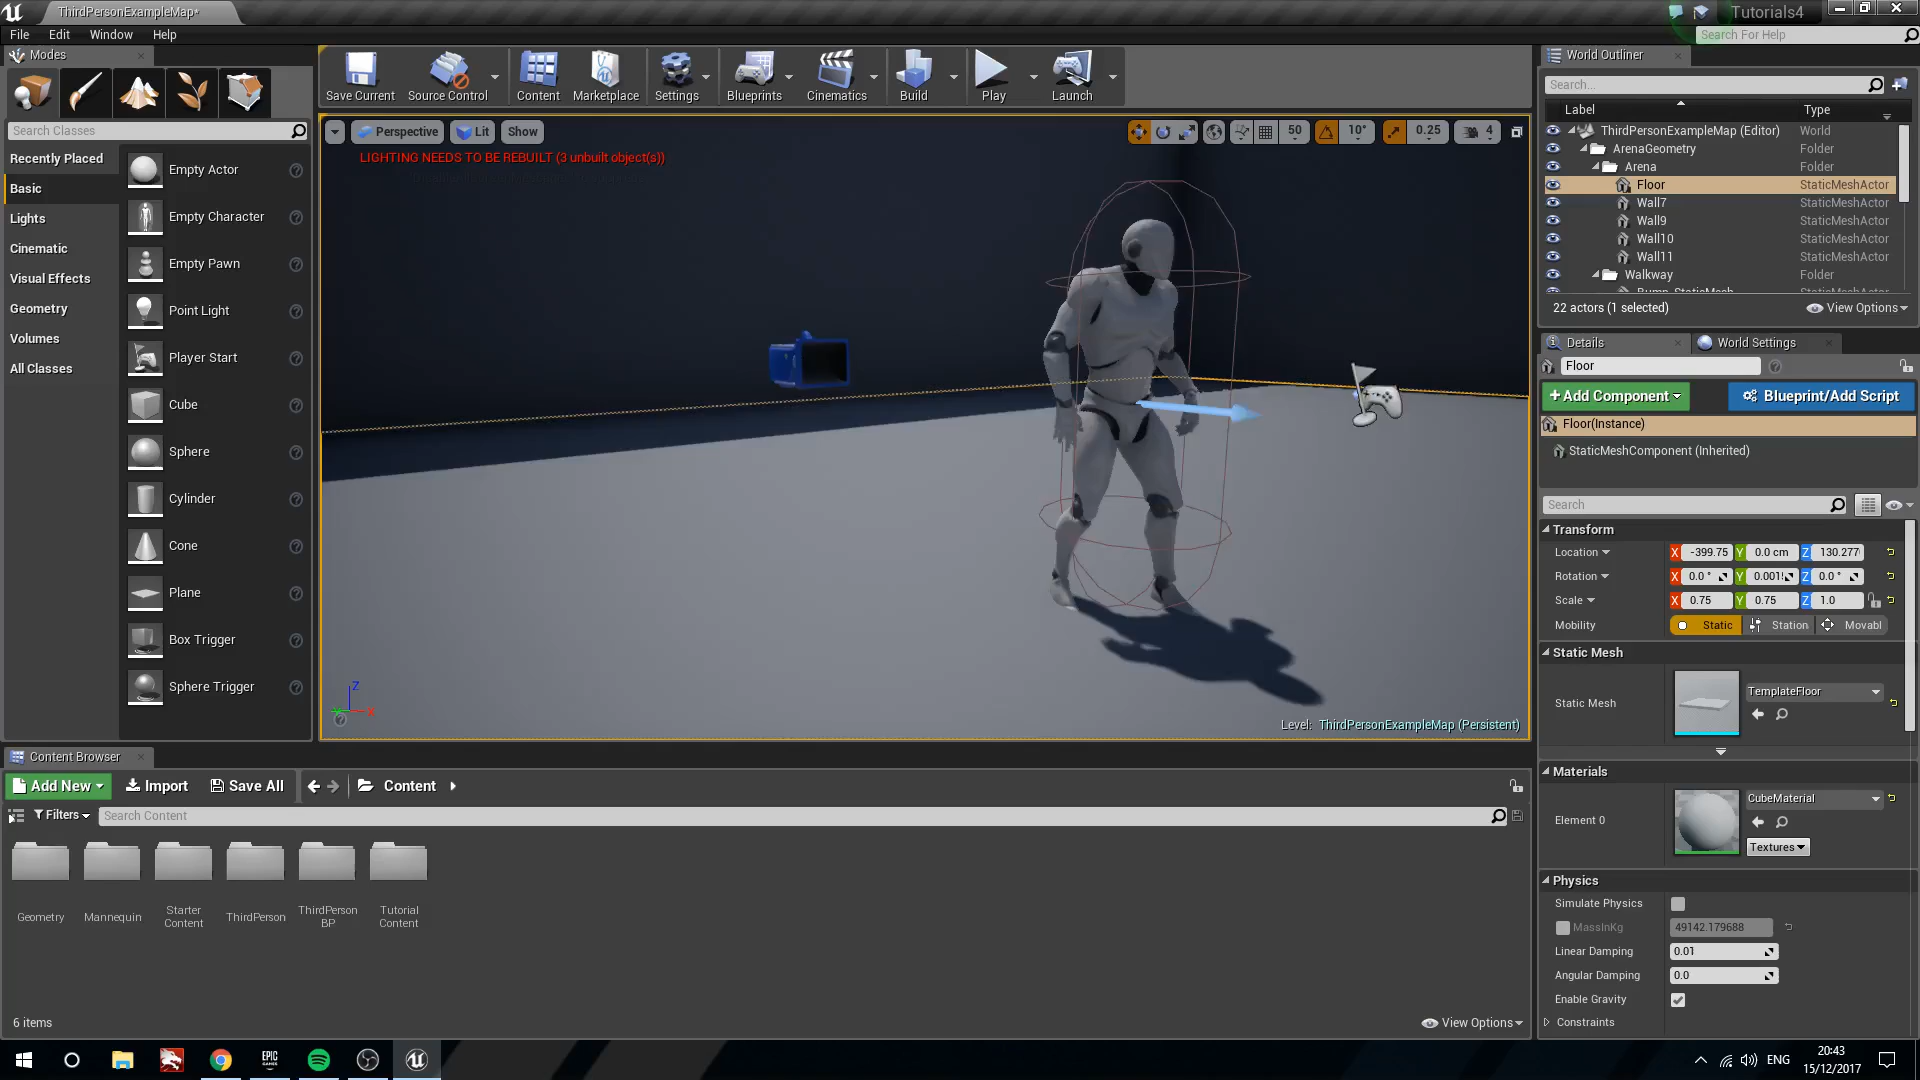 ThirdPersonExampleMap*
Tutorials4
File Edit Window Help
Search For Help
Modes
Search Classes
Recently Placed
Basic
Lights
Cinematic
Visual Effects
Geometry
Volumes
All Classes
Empty Actor
Empty Character
Empty Pawn
Point Light
Player Start
Cube
Sphere
Cylinder
Cone
Plane
Box Trigger
Sphere Trigger
Save Current
Source Control
Content
Marketplace
Settings
Blueprints
Cinematics
Build
Play
Launch
Perspective
Lit
Show
50
10°
0.25
4
LIGHTING NEEDS TO BE REBUILT (3 unbuilt object(s))
Z
X
Level: ThirdPersonExampleMap (Persistent)
World Outliner
Search...
Label Type
ThirdPersonExampleMap (Editor) World
ArenaGeometry Folder
Arena Folder
Floor StaticMeshActor
Wall7 StaticMeshActor
Wall9 StaticMeshActor
Wall10 StaticMeshActor
Wall11 StaticMeshActor
Walkway Folder
Bump_StaticMesh StaticMeshActor
22 actors (1 selected)
View Options
Details
World Settings
Floor
+Add Component
Blueprint/Add Script
Floor(Instance)
StaticMeshComponent (Inherited)
Search
Transform
Location X -399.75 Y 0.0 cm Z 130.277
Rotation X 0.0 ° Y 0.001 Z 0.0 °
Scale X 0.75 Y 0.75 Z 1.0
Mobility Static Station Movabl
Static Mesh
Static Mesh TemplateFloor
Materials
Element 0 CubeMaterial
Textures
Physics
Simulate Physics
MassInKg 49142.179688
Linear Damping 0.01
Angular Damping 0.0
Enable Gravity
Constraints
Content Browser
Add New
Import
Save All
Content
Filters
Search Content
Geometry
Mannequin
Starter
Content
ThirdPerson
ThirdPerson
BP
Tutorial
Content
6 items
View Options
EPIC
GAMES
ENG
20:43
15/12/2017